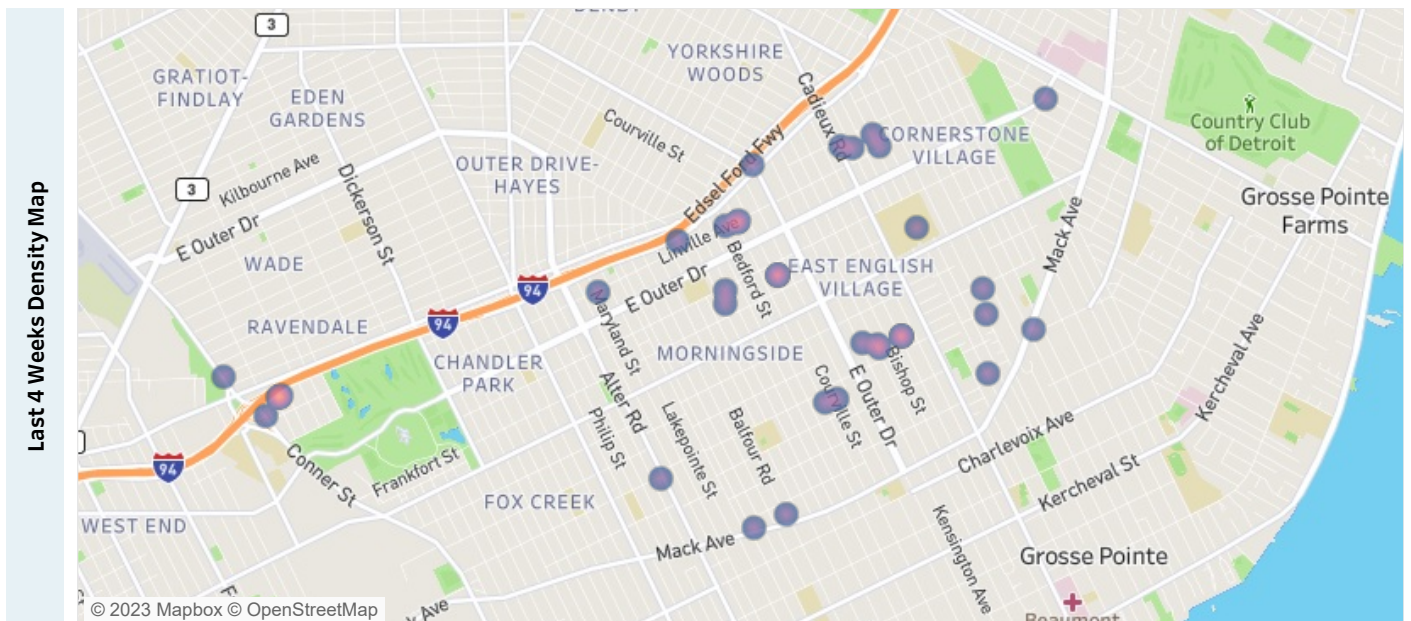 Last 4 Weeks Density Map
3
YORKSHIRE
WOODS
GRATIOT-
FINDLAY
EDEN
GARDENS
Cadieux Rd
Courville St
Country Club
of Detroit
CORNERSTONE
VILLAGE
Edsel Ford Fwy
OUTER DRIVE-
HAYES
Kilbourne Ave
3
Dickerson St
Grosse Pointe
Farms
E Outer Dr
Mack Ave
Linville Ave
WADE
Bedford St
EAST ENGLISH
VILLAGE
E Outer Dr
94
Maryland St
94
RAVENDALE
MORNINGSIDE
CHANDLER
PARK
Kercheval Ave
Bishop St
E Outer Dr
Courville St
Alter Rd
Philip St
Lakepointe St
Balfour Rd
Charlevoix Ave
94
Conner St
Frankfort St
Kercheval St
FOX CREEK
WEST END
Mack Ave
Kensington Ave
Grosse Pointe
© 2023 Mapbox © OpenStreetMap
Ave
Beaumont